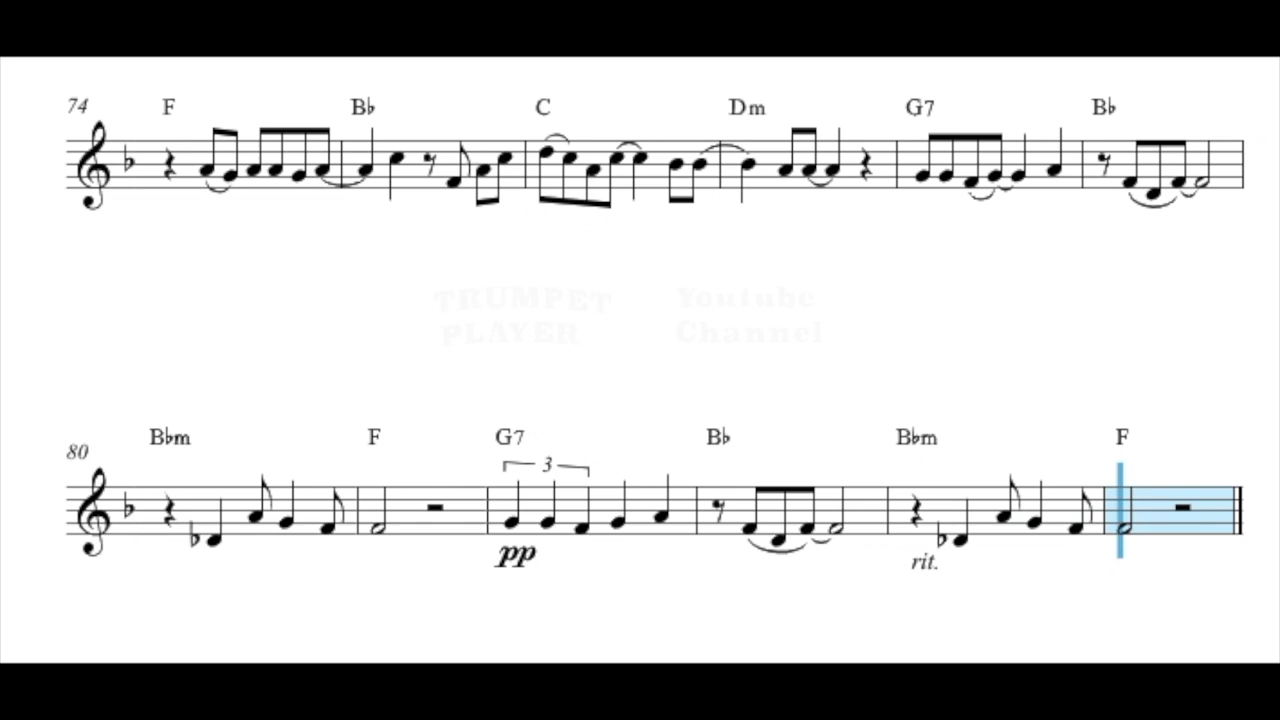 74 F B♭ C Dm G7 B♭
TRUMPET Youtube
PLAYER Channel
B♭m F G7 B♭ B♭m F
80 3
pp
rit.